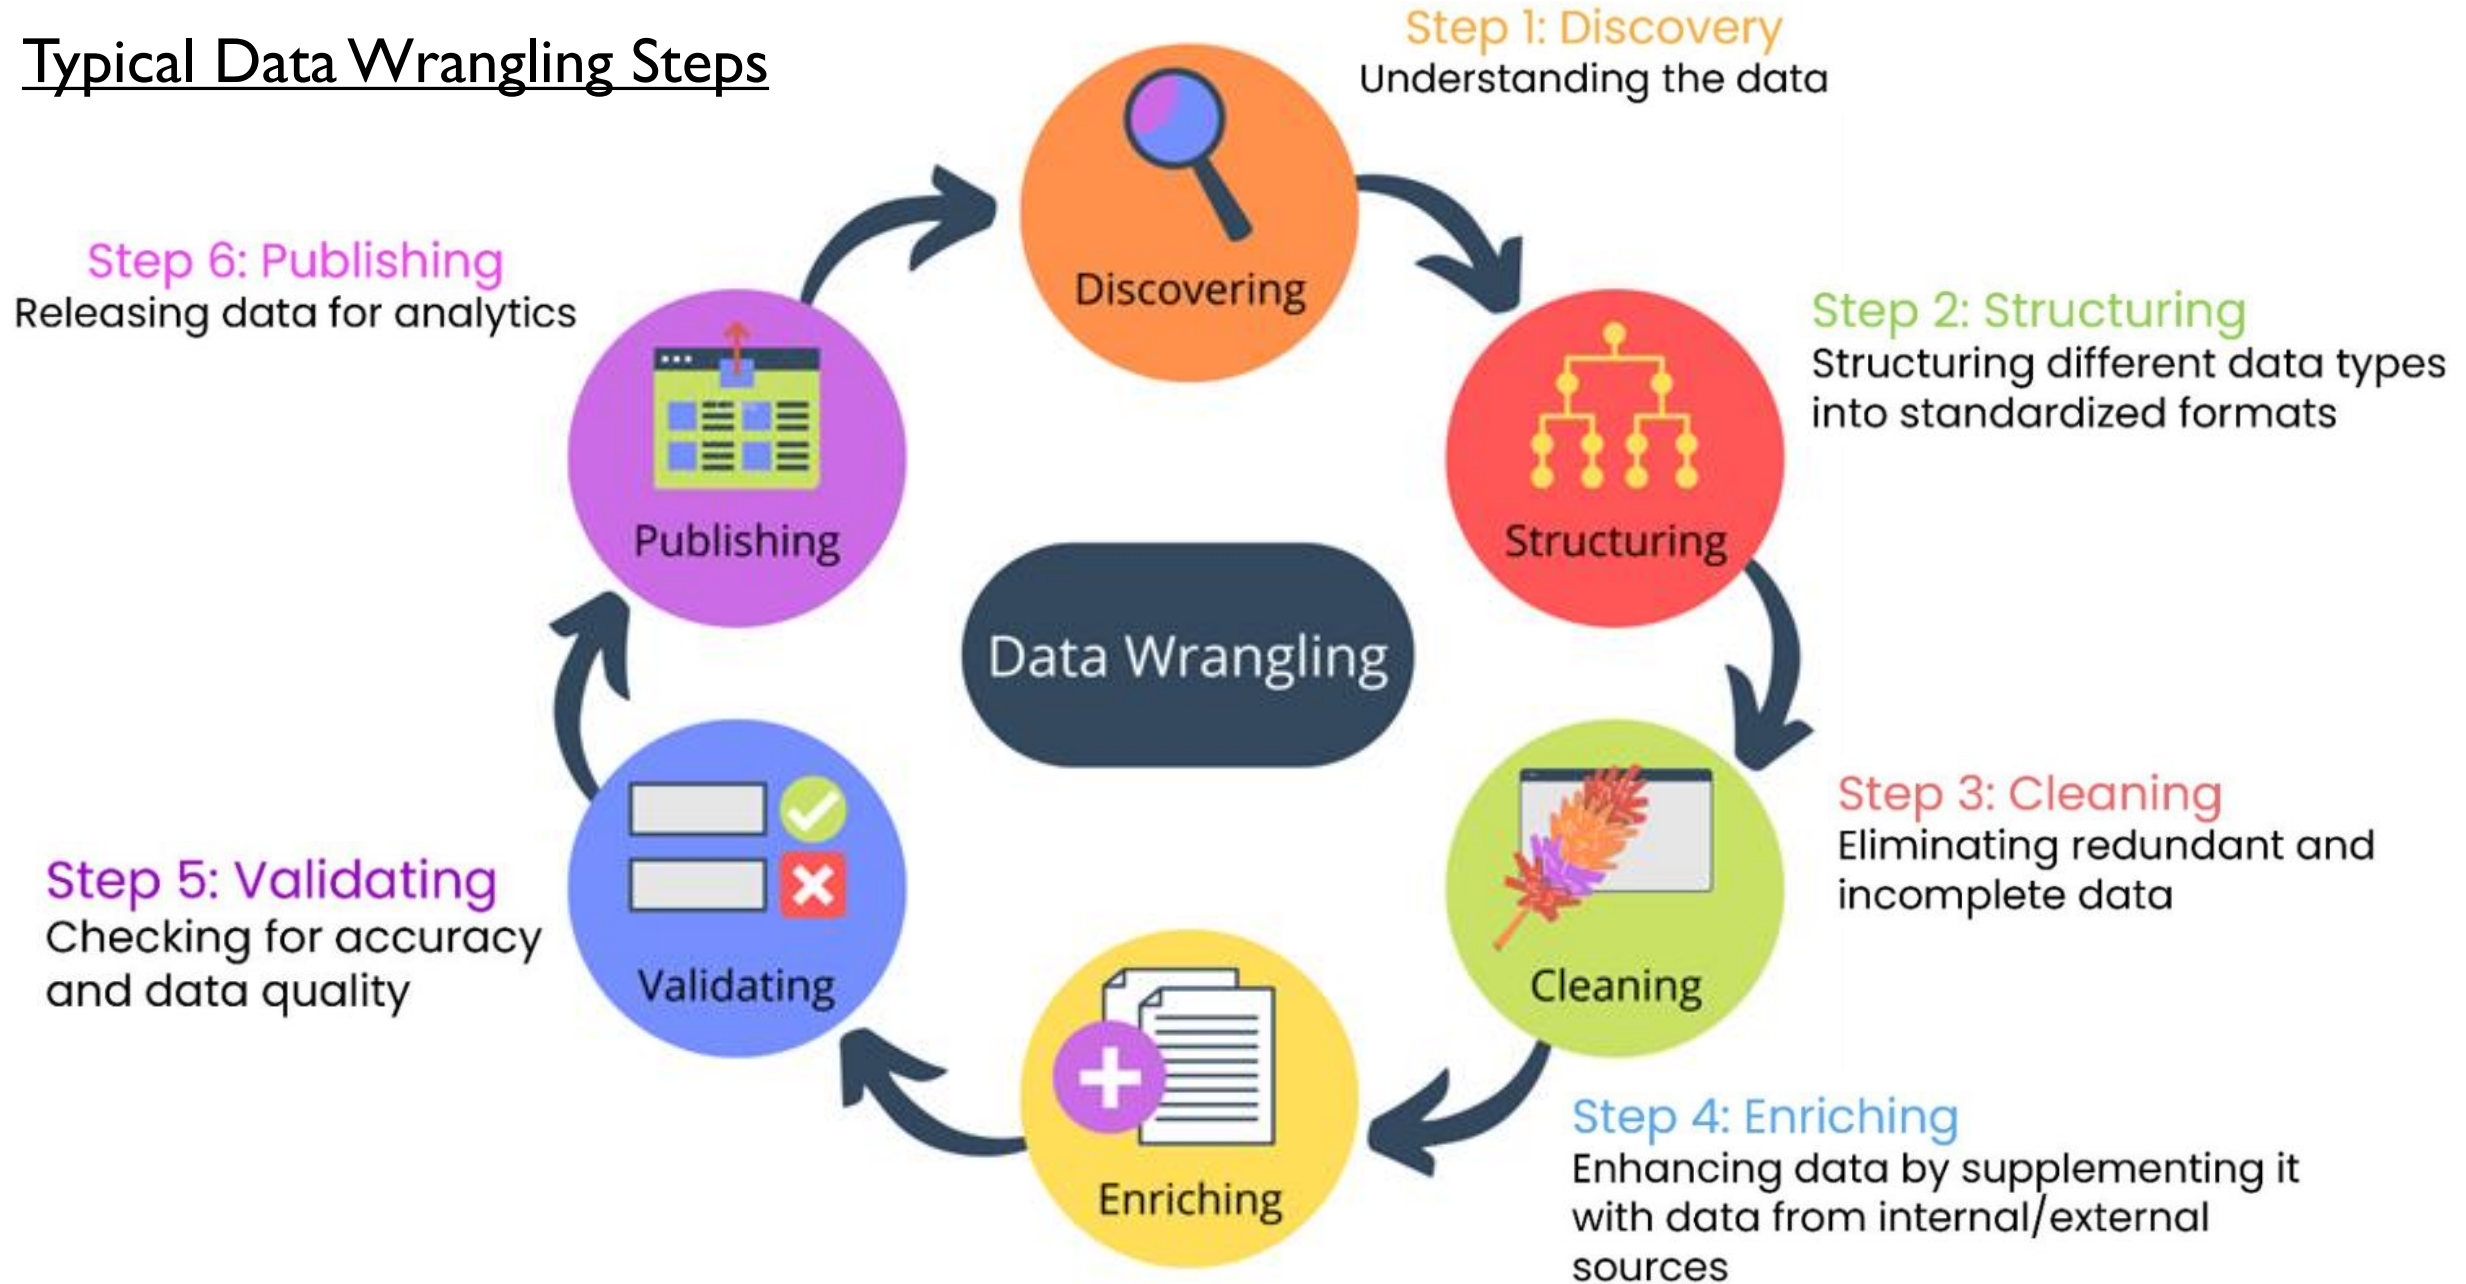 Typical Data Wrangling Steps
Step 1: Discovery
Understanding the data
Discovering
Step 2: Structuring
Structuring different data types
into standardized formats
Structuring
Step 3: Cleaning
Eliminating redundant and
incomplete data
Cleaning
Step 4: Enriching
Enhancing data by supplementing it
with data from internal/external
sources
Enriching
Step 5: Validating
Checking for accuracy
and data quality
Validating
Step 6: Publishing
Releasing data for analytics
Publishing
Data Wrangling